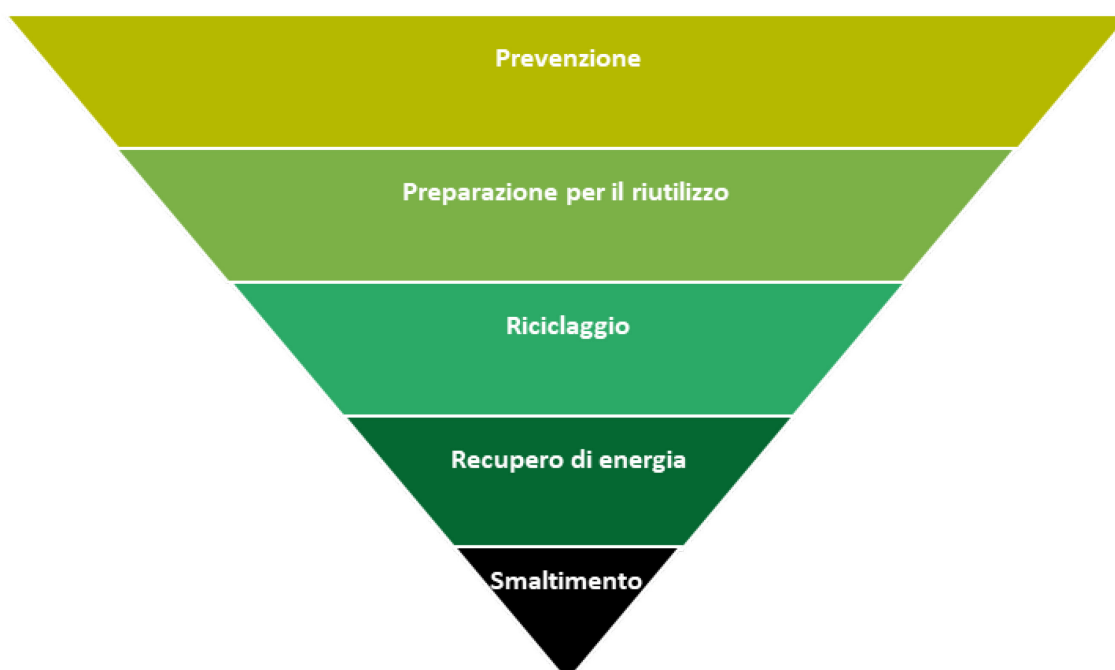 Prevenzione
Preparazione per il riutilizzo
Riciclaggio
Recupero di energia
Smaltimento